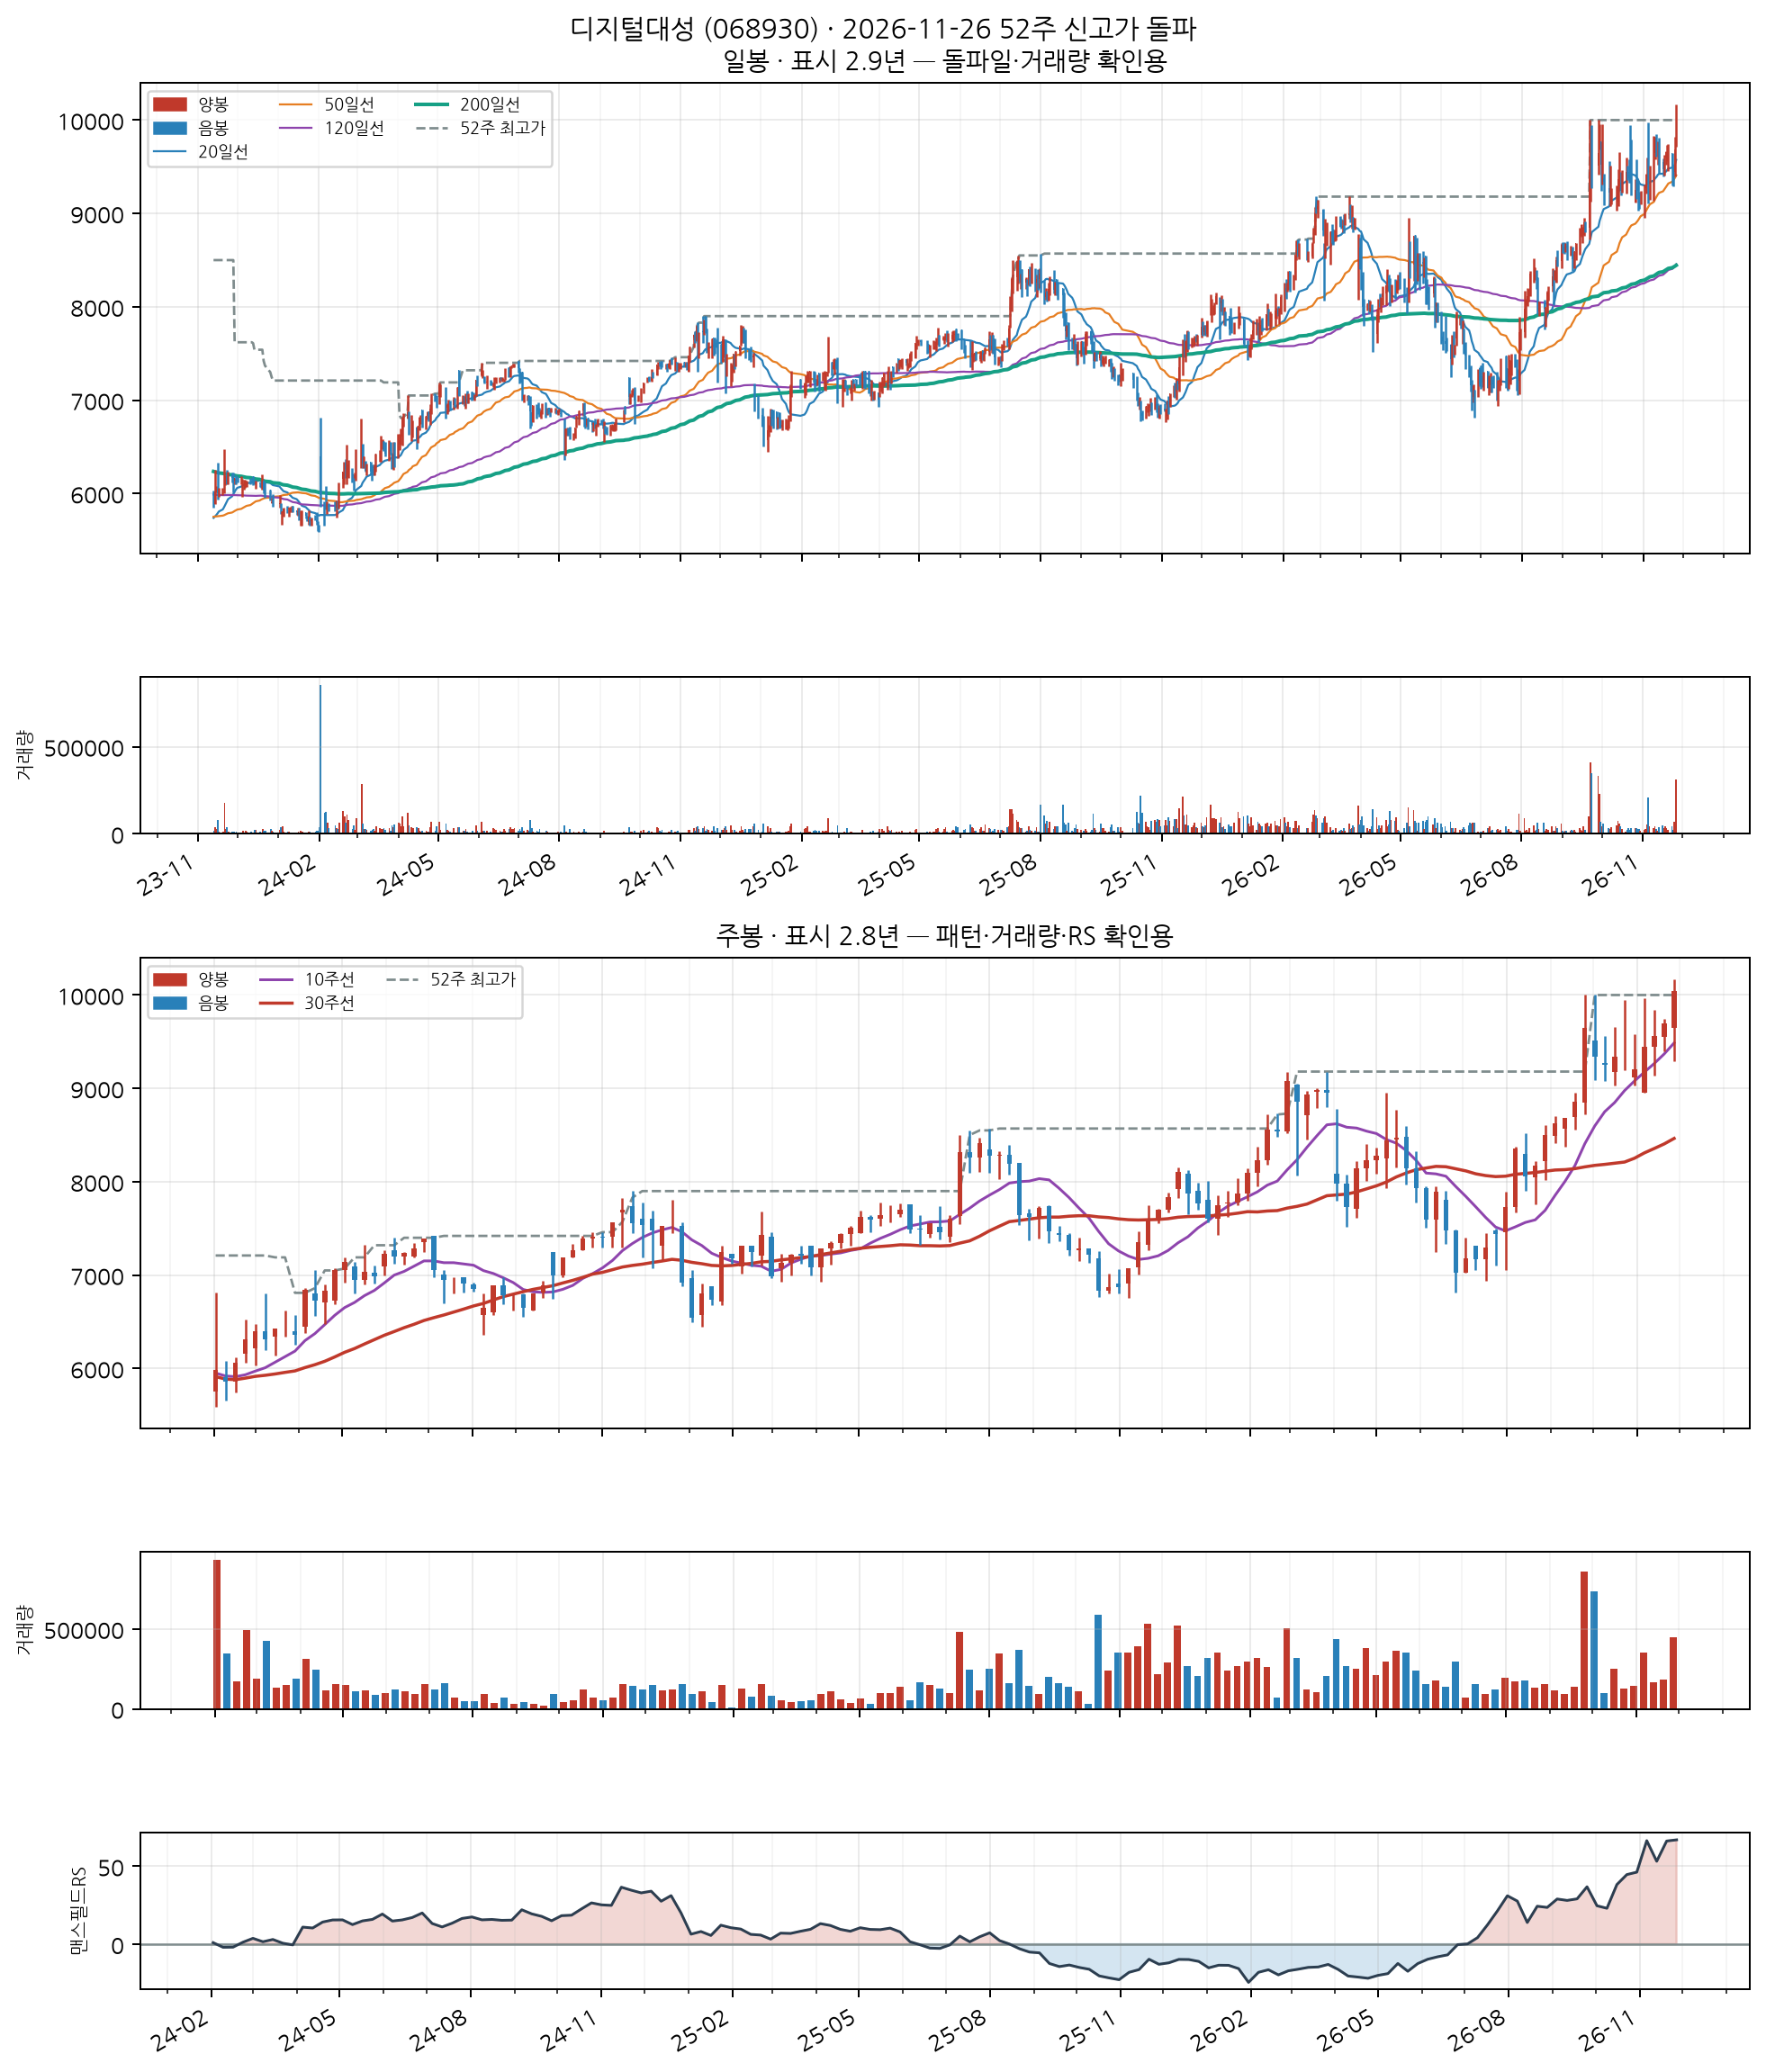 디지털대성 (068930) · 2026-11-26 52주 신고가 돌파
일봉 · 표시 2.9년 — 돌파일·거래량 확인용
양봉 50일선 200일선
음봉 120일선 52주 최고가
20일선
10000
9000
8000
7000
6000
거래량
500000
0
23-11 24-02 24-05 24-08 24-11 25-02 25-05 25-08 25-11 26-02 26-05 26-08 26-11
주봉 · 표시 2.8년 — 패턴·거래량·RS 확인용
양봉 10주선 52주 최고가
음봉 30주선
10000
9000
8000
7000
6000
거래량
500000
0
맨스필드RS
50
0
24-02 24-05 24-08 24-11 25-02 25-05 25-08 25-11 26-02 26-05 26-08 26-11